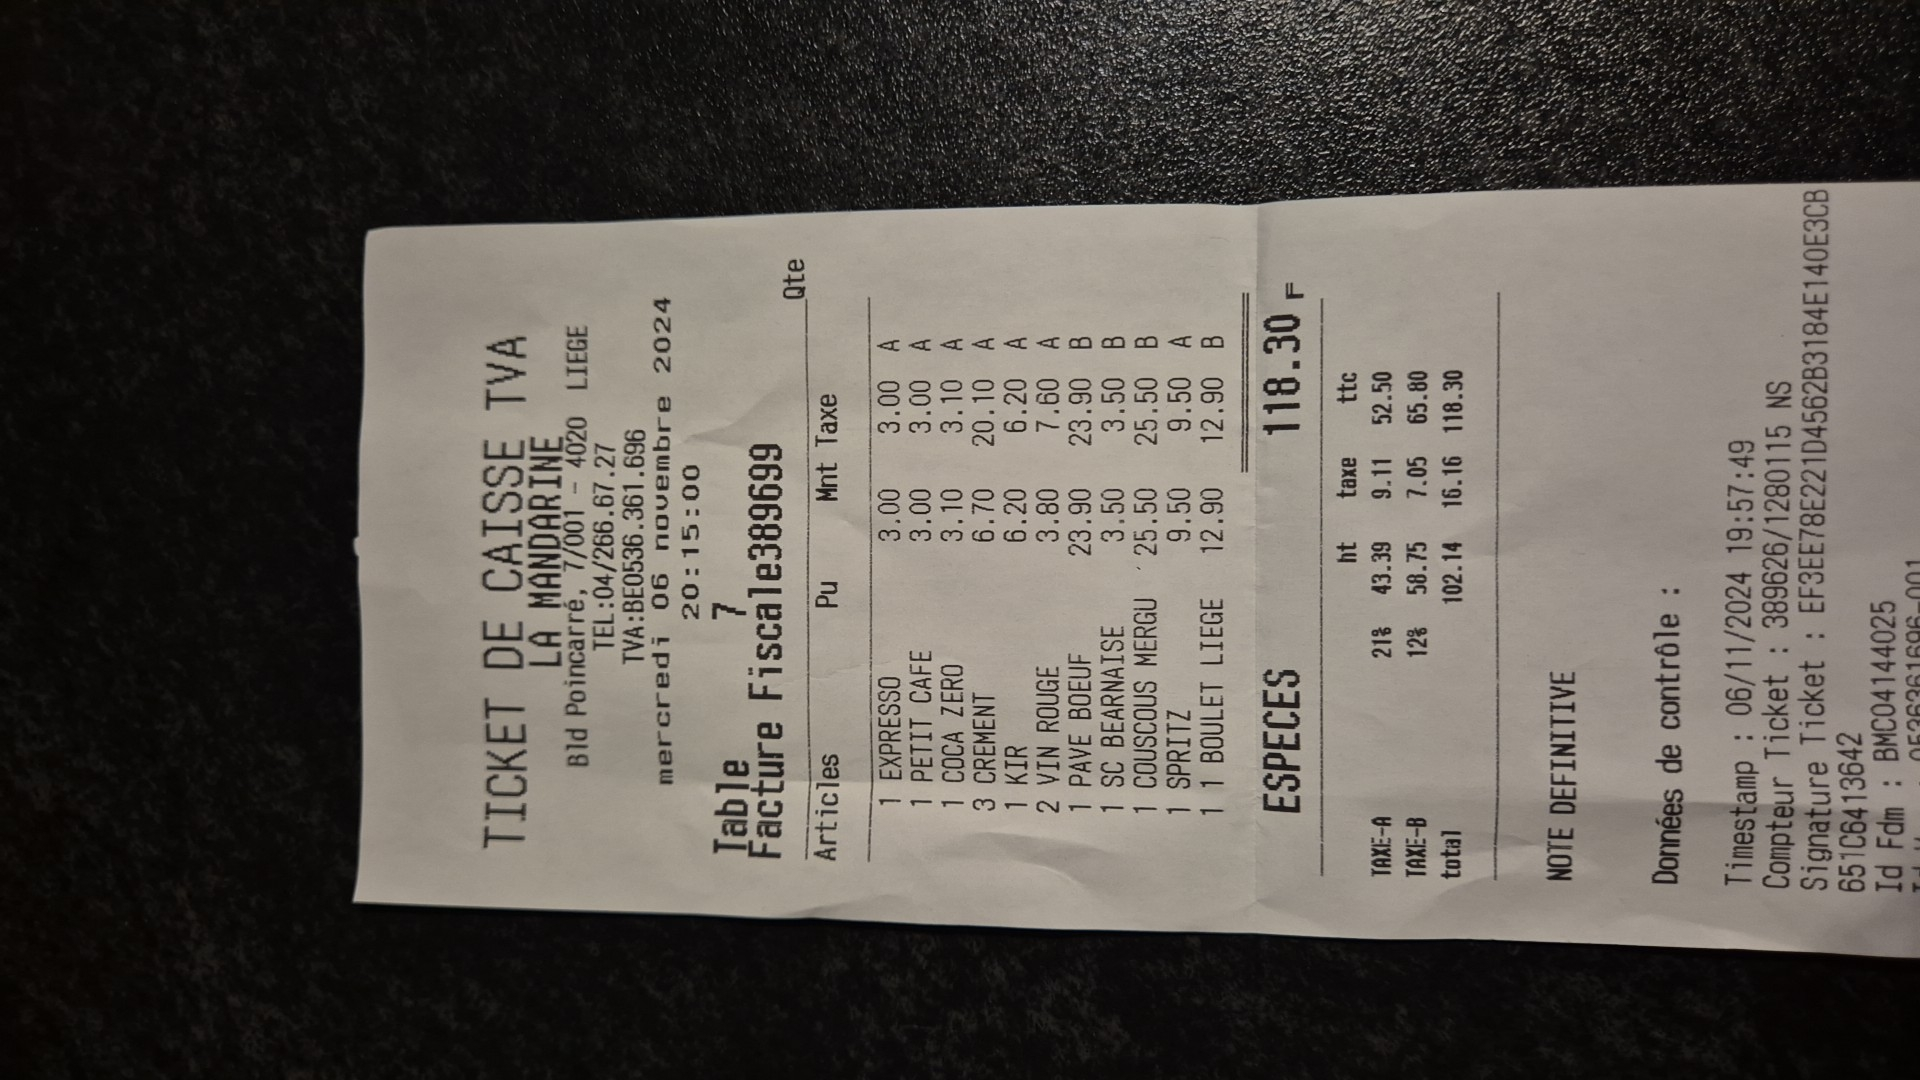 TICKET DE CAISSE TVA
LA MANDARINE
Bld Poincarré, 7/001 - 4020 LIEGE
TEL:04/266.67.27
TVA:BE0536.361.696
mercredi 06 novembre 2024
20:15:00
Table 7
Facture Fiscale389699
Qte
Articles Pu Mnt Taxe
1 EXPRESSO 3.00 3.00 A
1 PETIT CAFE 3.00 3.00 A
1 COCA ZERO 3.10 3.10 A
3 CREMENT 6.70 20.10 A
1 KIR 6.20 6.20 A
2 VIN ROUGE 3.80 7.60 A
1 PAVE BOEUF 23.90 23.90 B
1 SC BEARNAISE 3.50 3.50 B
1 COUSCOUS MERGU 25.50 25.50 B
1 SPRITZ 9.50 9.50 A
1 1 BOULET LIEGE 12.90 12.90 B
ESPECES 118.30 F
ht taxe ttc
TAXE-A 21% 43.39 9.11 52.50
TAXE-B 12% 58.75 7.05 65.80
total 102.14 16.16 118.30
NOTE DEFINITIVE
Données de contrôle :
Timestamp : 06/11/2024 19:57:49
Compteur Ticket : 389626/1280115 NS
Signature Ticket : EF3EE78E221D4562B3184E140E3CB
651C6413642
Id Fdm : BMC04144025